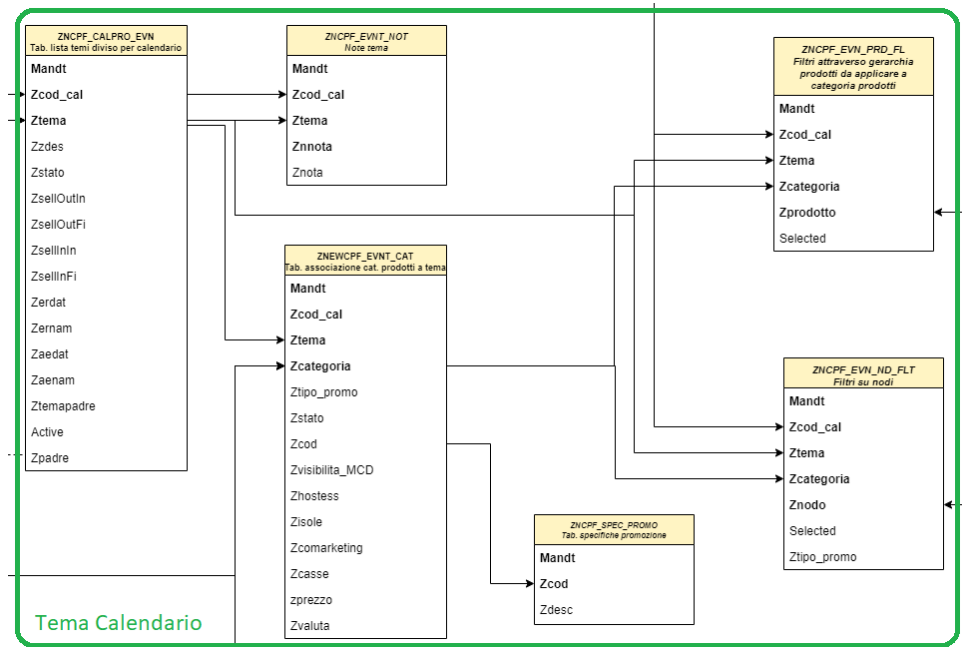 ZNCPF_CALPRO_EVN
Tab. lista temi diviso per calendario
Mandt
Zcod_cal
Ztema
Zzdes
Zstato
ZsellOutIn
ZsellOutFi
ZsellInIn
ZsellInFi
Zerdat
Zernam
Zaedat
Zaenam
Ztemapadre
Active
Zpadre
ZNCPF_EVNT_NOT
Note tema
Mandt
Zcod_cal
Ztema
Znnota
Znota
ZNEWCPF_EVNT_CAT
Tab. associazione cat. prodotti a tema
Mandt
Zcod_cal
Ztema
Zcategoria
Ztipo_promo
Zstato
Zcod
Zvisibilita_MCD
Zhostess
Zisole
Zcomarketing
Zcasse
zprezzo
Zvaluta
ZNCPF_SPEC_PROMO
Tab. specifiche promozione
Mandt
Zcod
Zdesc
ZNCPF_EVN_PRD_FL
Filtri attraverso gerarchia
prodotti da applicare a
categoria prodotti
Mandt
Zcod_cal
Ztema
Zcategoria
Zprodotto
Selected
ZNCPF_EVN_ND_FLT
Filtri su nodi
Mandt
Zcod_cal
Ztema
Zcategoria
Znodo
Selected
Ztipo_promo
Tema Calendario